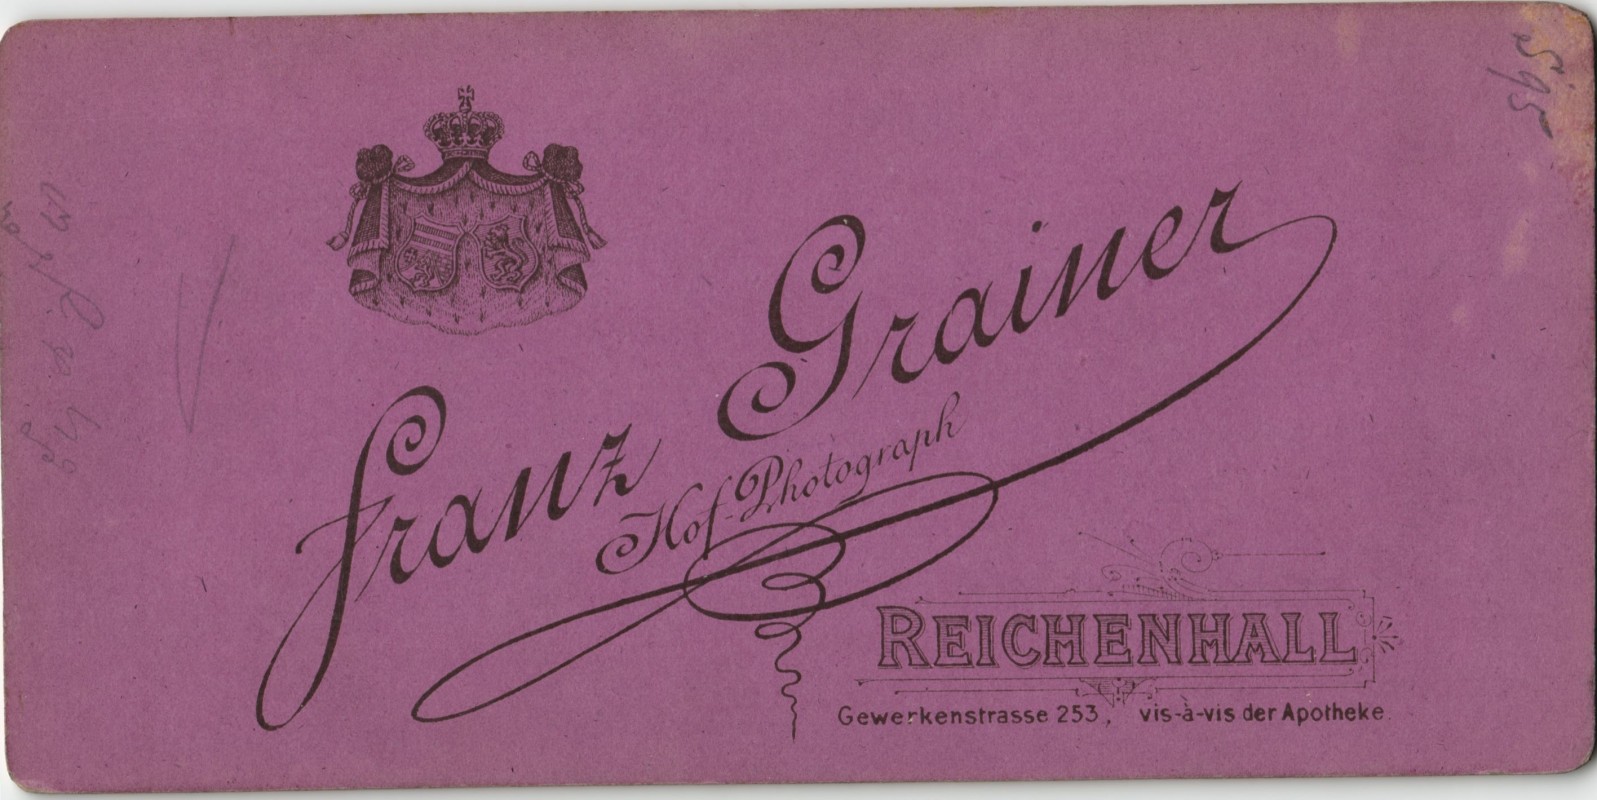 Franz Grainer
Hof-Photograph
REICHENHALL
Gewerkenstrasse 253, vis-à-vis der Apotheke.